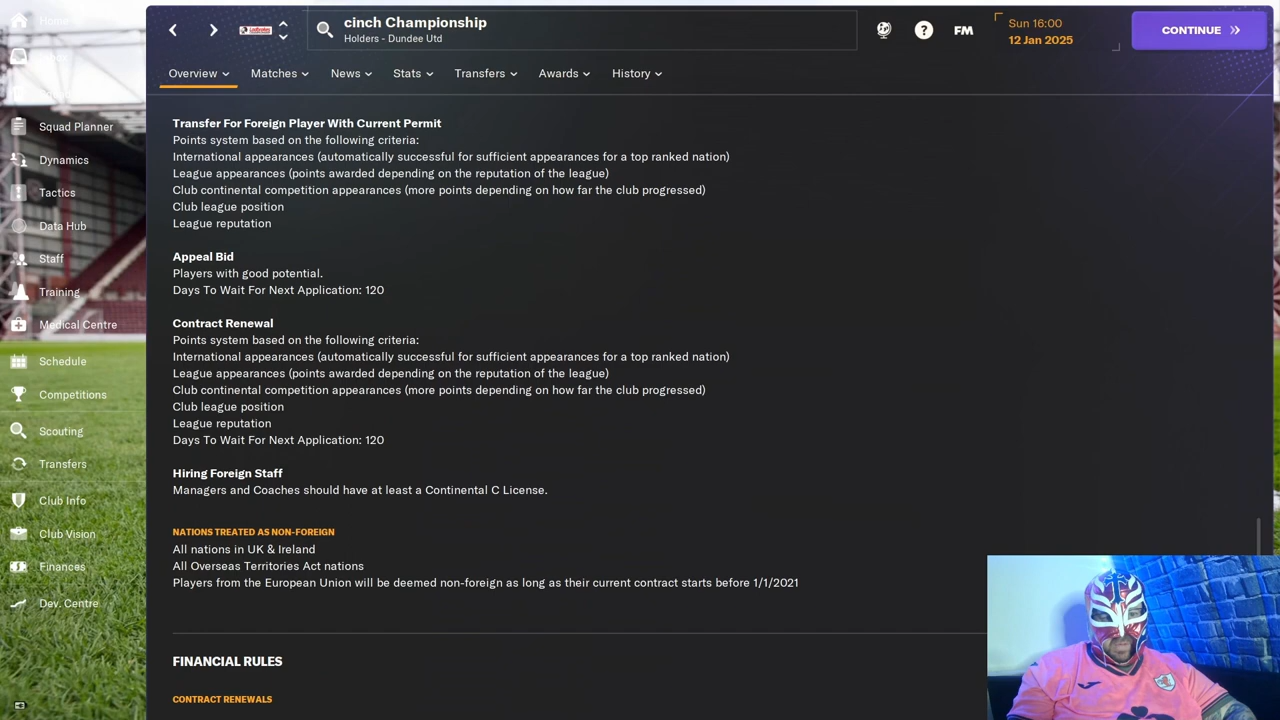 cinch Championship
Holders - Dundee Utd
FM
Sun 16:00
12 Jan 2025
CONTINUE
Home
Overview
Matches
News
Stats
Transfers
Awards
History
Squad Planner
Dynamics
Tactics
Data Hub
Staff
Training
Medical Centre
Schedule
Competitions
Scouting
Transfers
Club Info
Club Vision
Finances
Dev. Centre
Transfer For Foreign Player With Current Permit
Points system based on the following criteria:
International appearances (automatically successful for sufficient appearances for a top ranked nation)
League appearances (points awarded depending on the reputation of the league)
Club continental competition appearances (more points depending on how far the club progressed)
Club league position
League reputation
Appeal Bid
Players with good potential.
Days To Wait For Next Application: 120
Contract Renewal
Points system based on the following criteria:
International appearances (automatically successful for sufficient appearances for a top ranked nation)
League appearances (points awarded depending on the reputation of the league)
Club continental competition appearances (more points depending on how far the club progressed)
Club league position
League reputation
Days To Wait For Next Application: 120
Hiring Foreign Staff
Managers and Coaches should have at least a Continental C License.
NATIONS TREATED AS NON-FOREIGN
All nations in UK & Ireland
All Overseas Territories Act nations
Players from the European Union will be deemed non-foreign as long as their current contract starts before 1/1/2021
FINANCIAL RULES
CONTRACT RENEWALS